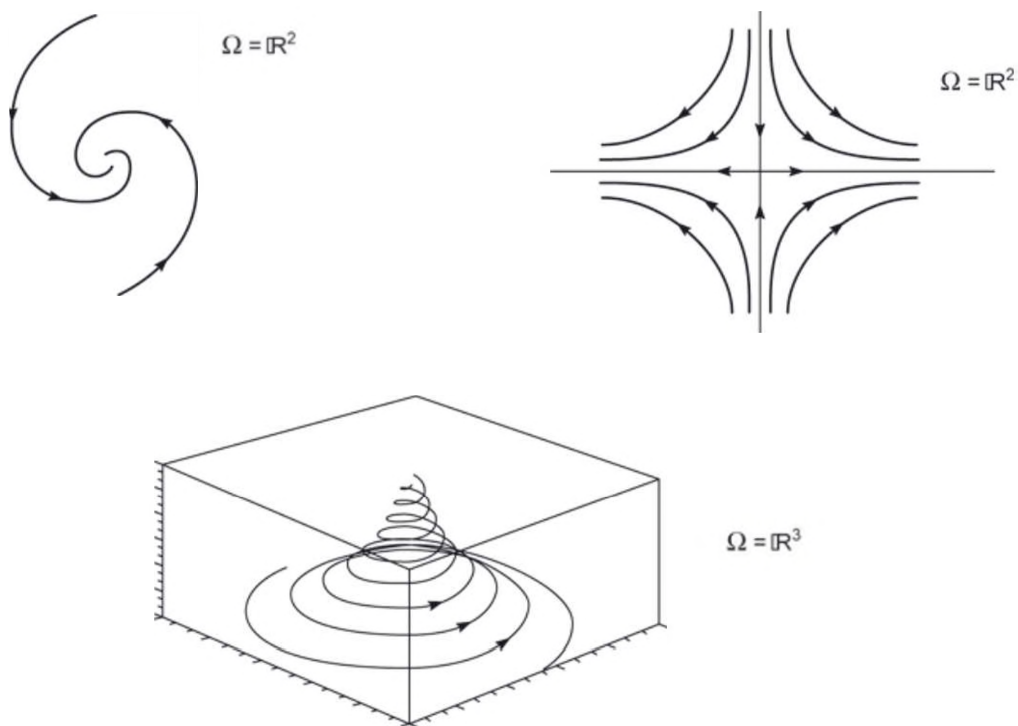 Ω = ℝ²
Ω = ℝ²
Ω = ℝ³